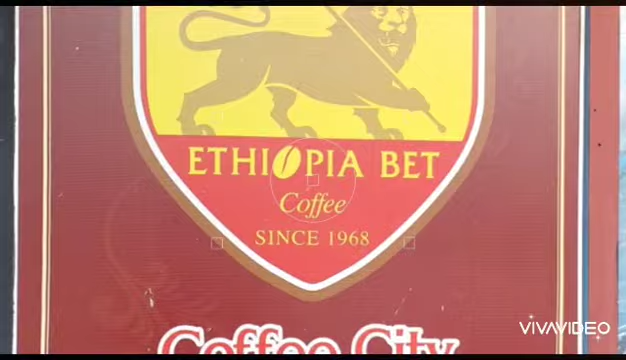 ETHIOPIA BET
Coffee
SINCE 1968
Coffee City
VIVAVIDEO